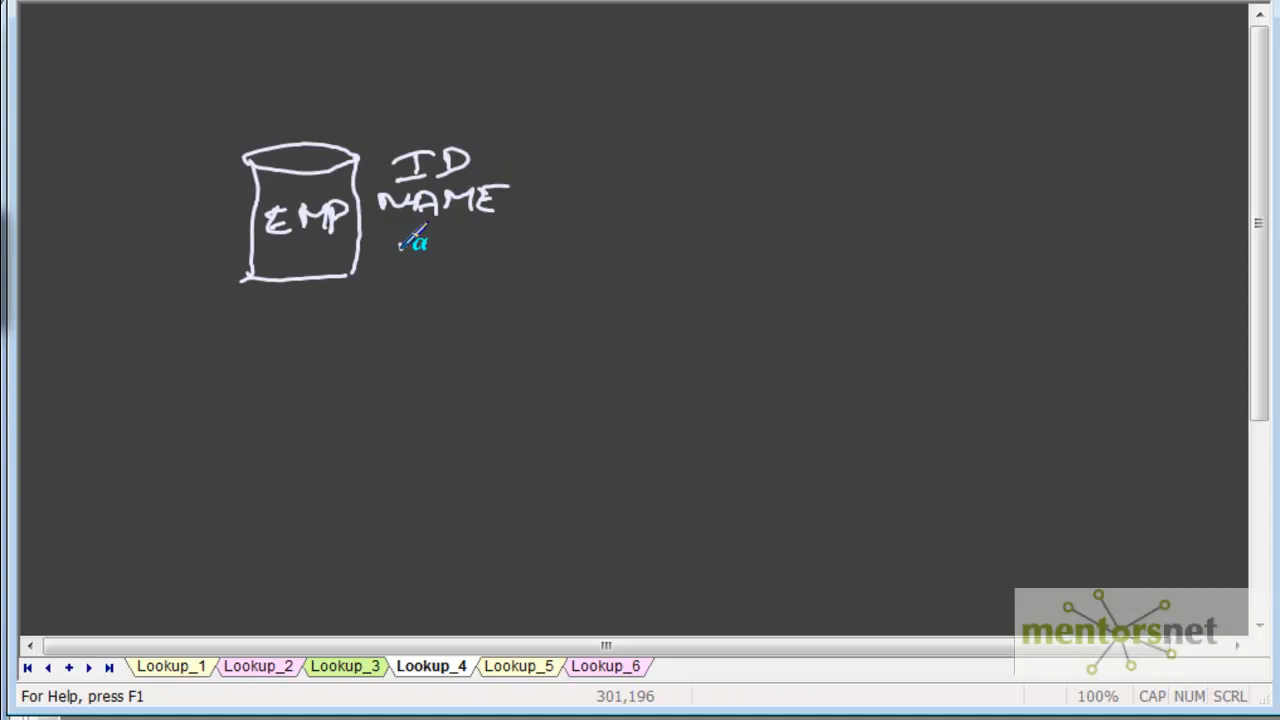 ID
NAME
EMP
a
mentorsnet
Lookup_1 Lookup_2 Lookup_3 Lookup_4 Lookup_5 Lookup_6
For Help, press F1 301,196 100% CAP NUM SCRL